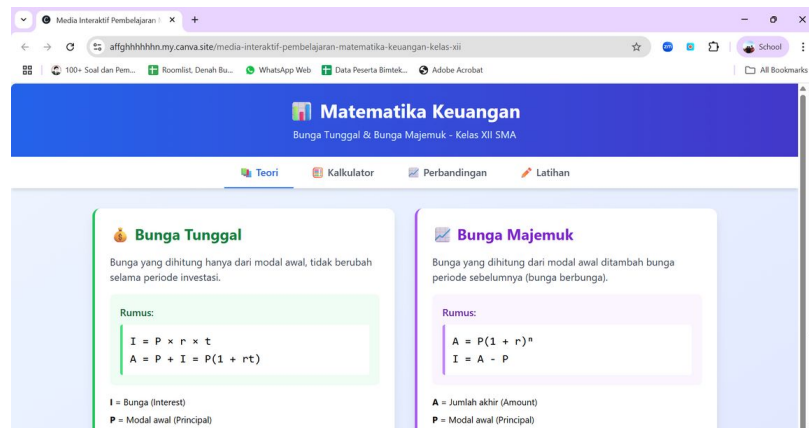 Media Interaktif Pembelajaran
affghhhhhn.my.canva.site/media-interaktif-pembelajaran-matematika-keuangan-kelas-xii
School
100+ Soal dan Pem...
Roomlist, Denah Bu...
WhatsApp Web
Data Peserta Bimtek...
Adobe Acrobat
All Bookmarks
Matematika Keuangan
Bunga Tunggal & Bunga Majemuk - Kelas XII SMA
Teori
Kalkulator
Perbandingan
Latihan
Bunga Tunggal
Bunga yang dihitung hanya dari modal awal, tidak berubah
selama periode investasi.
Rumus:
I = P × r × t
A = P + I = P(1 + rt)
I = Bunga (Interest)
P = Modal awal (Principal)
Bunga Majemuk
Bunga yang dihitung dari modal awal ditambah bunga
periode sebelumnya (bunga berbunga).
Rumus:
A = P(1 + r)ⁿ
I = A - P
A = Jumlah akhir (Amount)
P = Modal awal (Principal)